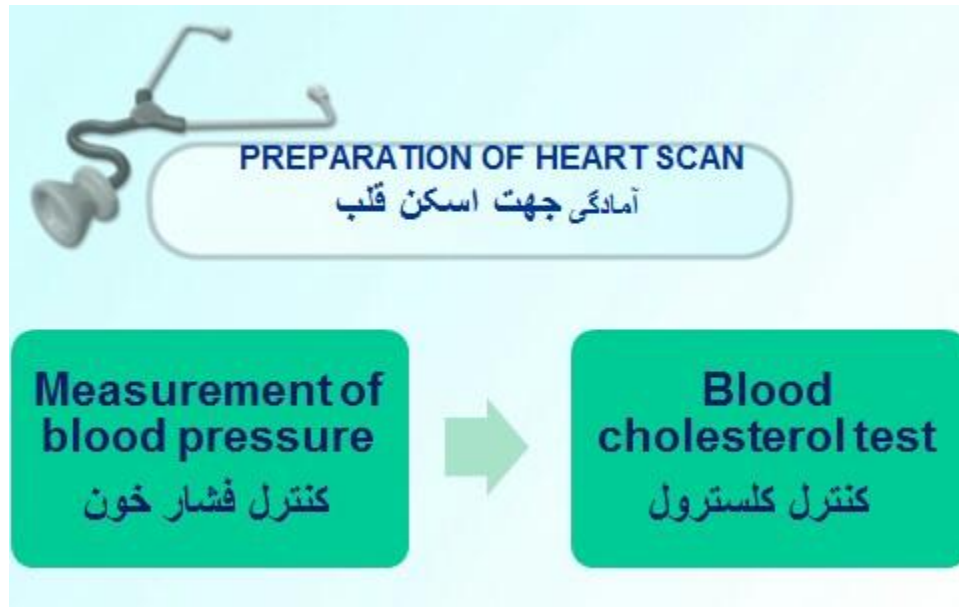 PREPARATION OF HEART SCAN
آمادگی جهت اسکن قلب
Measurement of
blood pressure
کنترل فشار خون
Blood
cholesterol test
کنترل کلسترول